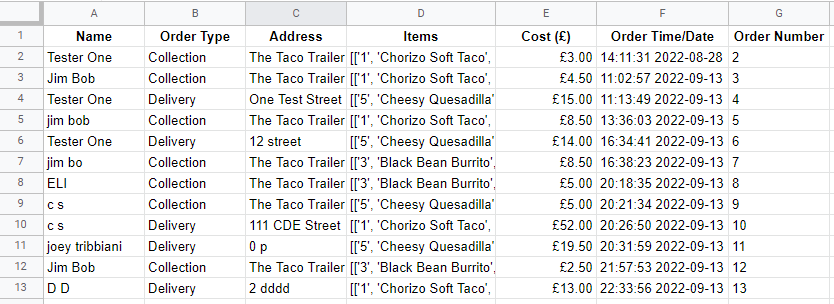 A B C D E F G
1 Name Order Type Address Items Cost (£) Order Time/Date Order Number
2 Tester One Collection The Taco Trailer [['1', 'Chorizo Soft Taco', £3.00 14:11:31 2022-08-28 2
3 Jim Bob Collection The Taco Trailer [['1', 'Chorizo Soft Taco', £4.50 11:02:57 2022-09-13 3
4 Tester One Delivery One Test Street [['5', 'Cheesy Quesadilla' £15.00 11:13:49 2022-09-13 4
5 jim bob Collection The Taco Trailer [['1', 'Chorizo Soft Taco', £8.50 13:36:03 2022-09-13 5
6 Tester One Delivery 12 street [['5', 'Cheesy Quesadilla' £14.00 16:34:41 2022-09-13 6
7 jim bo Collection The Taco Trailer [['3', 'Black Bean Burrito', £8.50 16:38:23 2022-09-13 7
8 ELI Collection The Taco Trailer [['3', 'Black Bean Burrito', £5.00 20:18:35 2022-09-13 8
9 c s Collection The Taco Trailer [['5', 'Cheesy Quesadilla' £5.00 20:21:34 2022-09-13 9
10 c s Delivery 111 CDE Street [['1', 'Chorizo Soft Taco', £52.00 20:26:50 2022-09-13 10
11 joey tribbiani Delivery 0 p [['5', 'Cheesy Quesadilla' £19.50 20:31:59 2022-09-13 11
12 Jim Bob Collection The Taco Trailer [['3', 'Black Bean Burrito', £2.50 21:57:53 2022-09-13 12
13 D D Delivery 2 dddd [['1', 'Chorizo Soft Taco', £13.00 22:33:56 2022-09-13 13